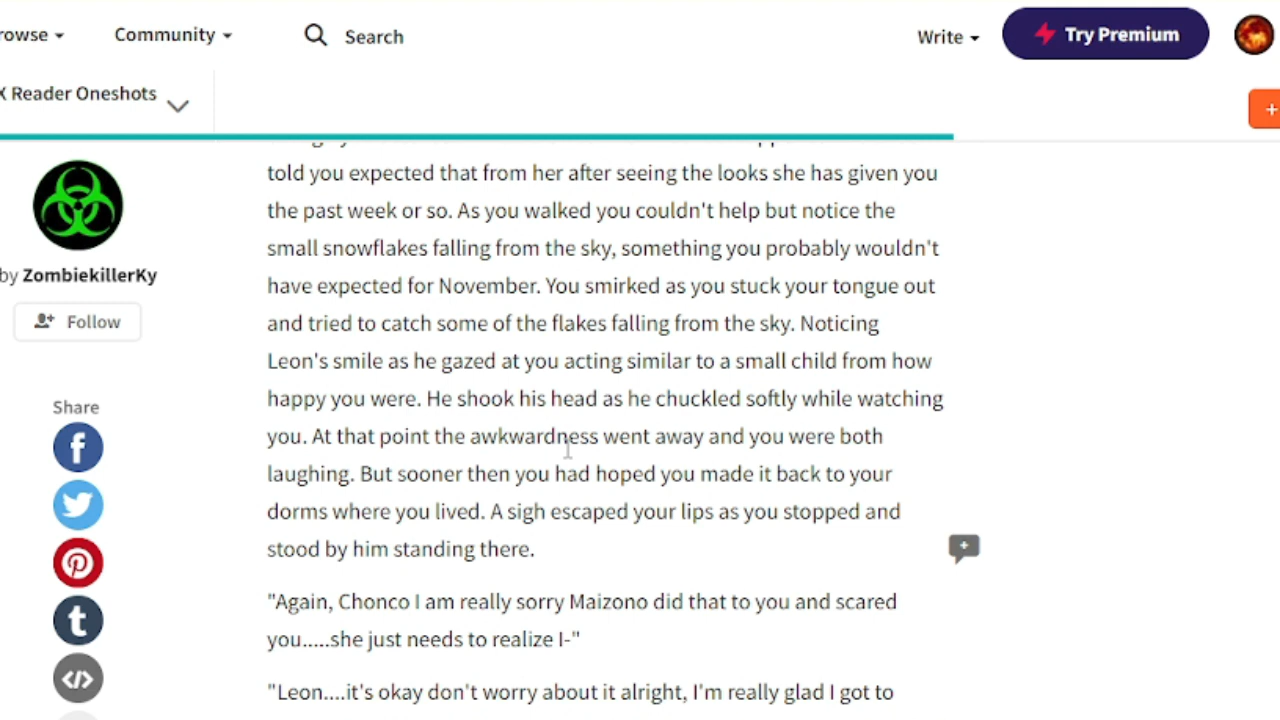 rowse
Community
Search
Write
Try Premium
X Reader Oneshots
+
told you expected that from her after seeing the looks she has given you
the past week or so. As you walked you couldn't help but notice the
small snowflakes falling from the sky, something you probably wouldn't
have expected for November. You smirked as you stuck your tongue out
and tried to catch some of the flakes falling from the sky. Noticing
Leon's smile as he gazed at you acting similar to a small child from how
happy you were. He shook his head as he chuckled softly while watching
you. At that point the awkwardness went away and you were both
laughing. But sooner then you had hoped you made it back to your
dorms where you lived. A sigh escaped your lips as you stopped and
stood by him standing there.
"Again, Chonco I am really sorry Maizono did that to you and scared
you.....she just needs to realize I-"
"Leon....it's okay don't worry about it alright, I'm really glad I got to
by ZombiekillerKy
Follow
Share